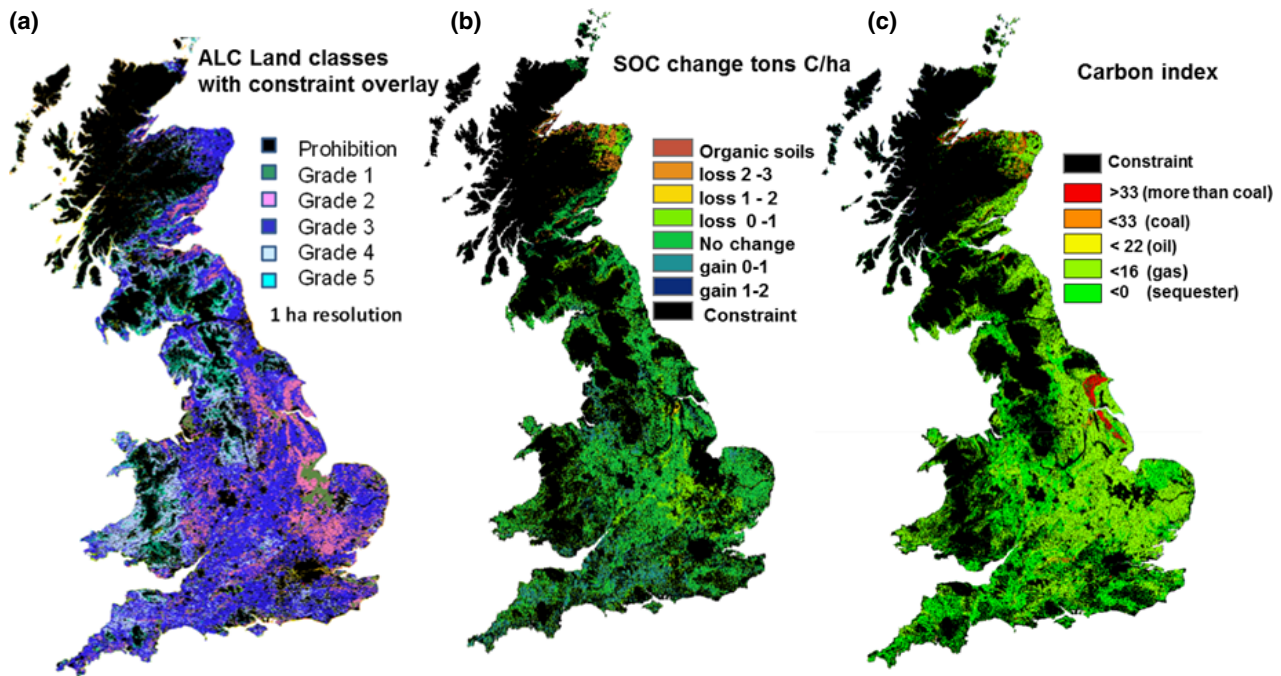 (a)
ALC Land classes
with constraint overlay
Prohibition
Grade 1
Grade 2
Grade 3
Grade 4
Grade 5
1 ha resolution
(b)
SOC change tons C/ha
Organic soils
loss 2 -3
loss 1 - 2
loss 0 -1
No change
gain 0-1
gain 1-2
Constraint
(c)
Carbon index
Constraint
>33 (more than coal)
<33 (coal)
< 22 (oil)
<16 (gas)
<0 (sequester)